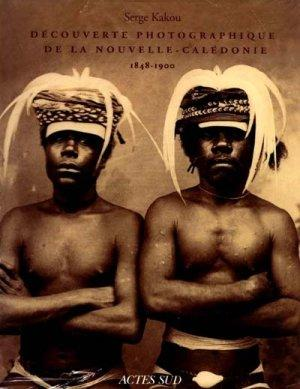 Serge Kakou
DÉCOUVERTE PHOTOGRAPHIQUE
DE LA NOUVELLE-CALÉDONIE
1848-1900
ACTES SUD